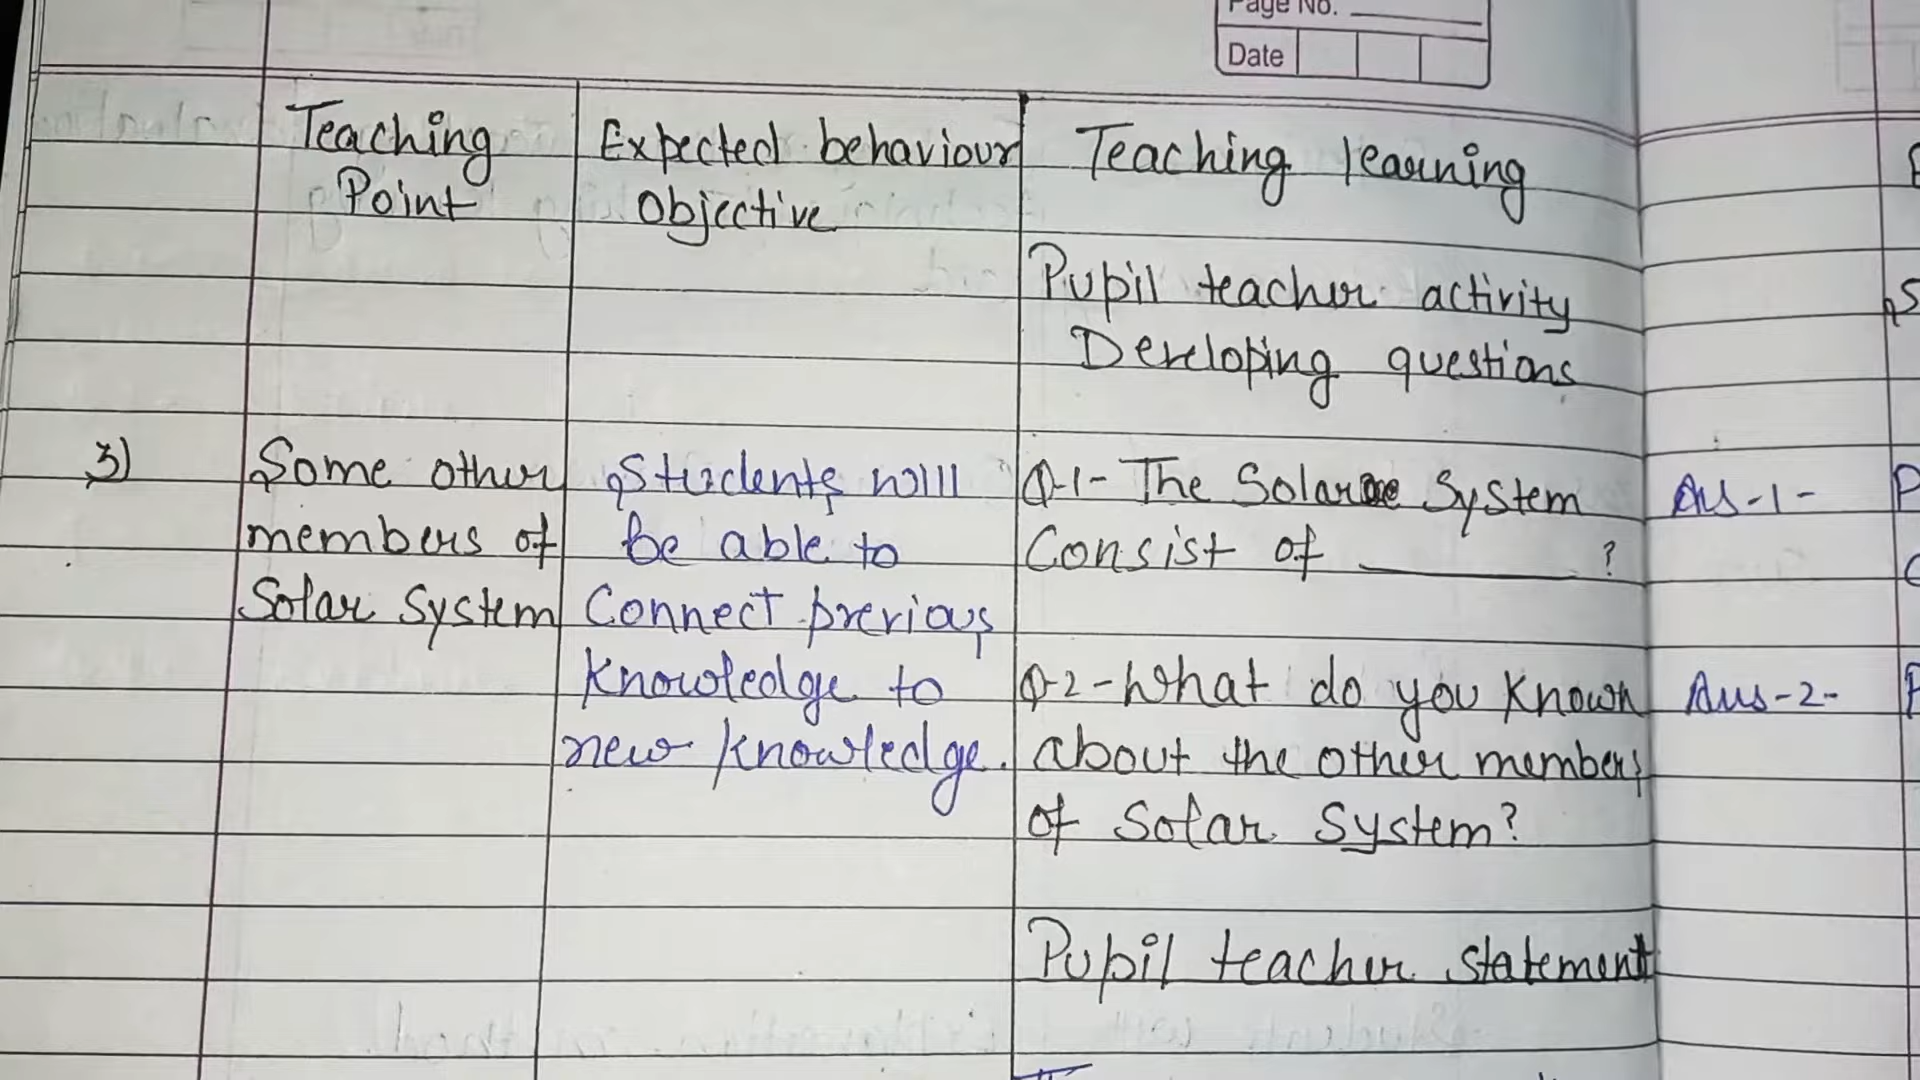 Page No.
Date
Teaching Point
Expected behaviour Objective
Teaching learning
Pupil teacher activity
Developing questions
3)
Some other
members of
Solar System
Students will
be able to
Connect previous
Knowledge to
new knowledge.
Q-1- The Solar System
Consist of ________ ?
Q-2- What do you Known
about the other members
of Solar System?
Pupil teacher statement
Ans-1-
Ans-2-